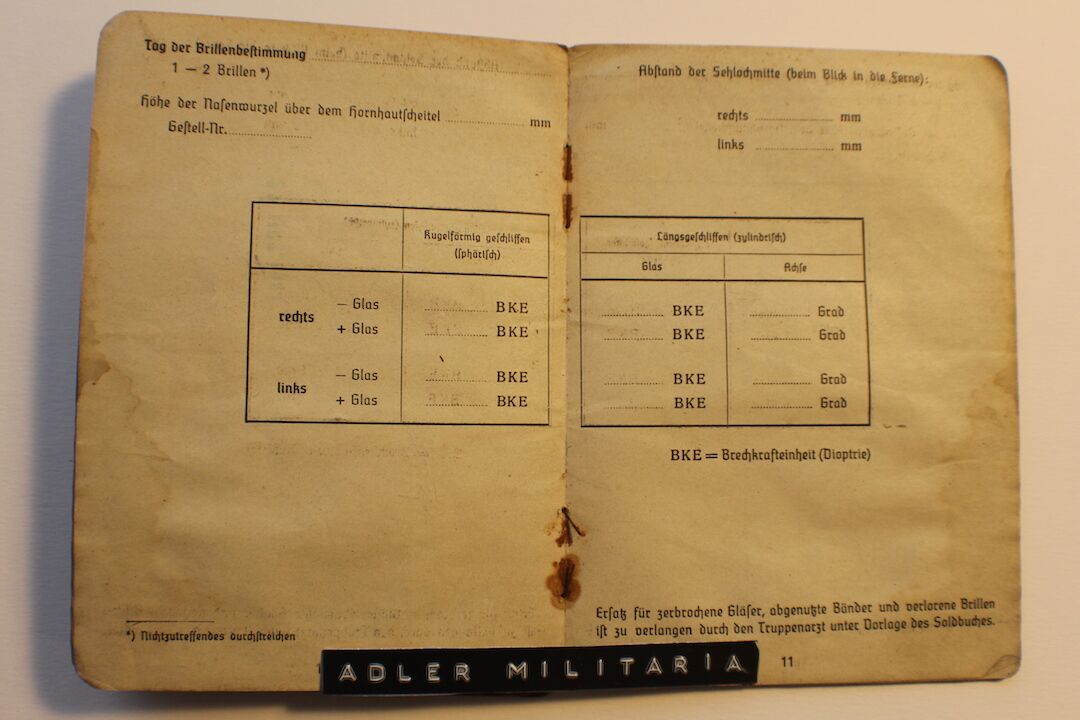 Tag der Brillenbestimmung
1 — 2 Brillen *)
Höhe der Nasenwurzel über dem Hornhautscheitel ........ mm
Gestell-Nr. ........
Kugelförmig geschliffen
(sphärisch)
rechts
— Glas ........ BKE
+ Glas ........ BKE
links
— Glas ........ BKE
+ Glas ........ BKE
*) Nichtzutreffendes durchstreichen
Abstand der Sehlochmitte (beim Blick in die Ferne):
rechts ........ mm
links ........ mm
Längsgeschliffen (zylindrisch)
Glas Achse
........ BKE ........ Grad
........ BKE ........ Grad
........ BKE ........ Grad
........ BKE ........ Grad
BKE = Brechkrafteinheit (Dioptrie)
Ersatz für zerbrochene Gläser, abgenutzte Bänder und verlorene Brillen
ist zu verlangen durch den Truppenarzt unter Vorlage des Soldbuches.
11
ADLER MILITARIA